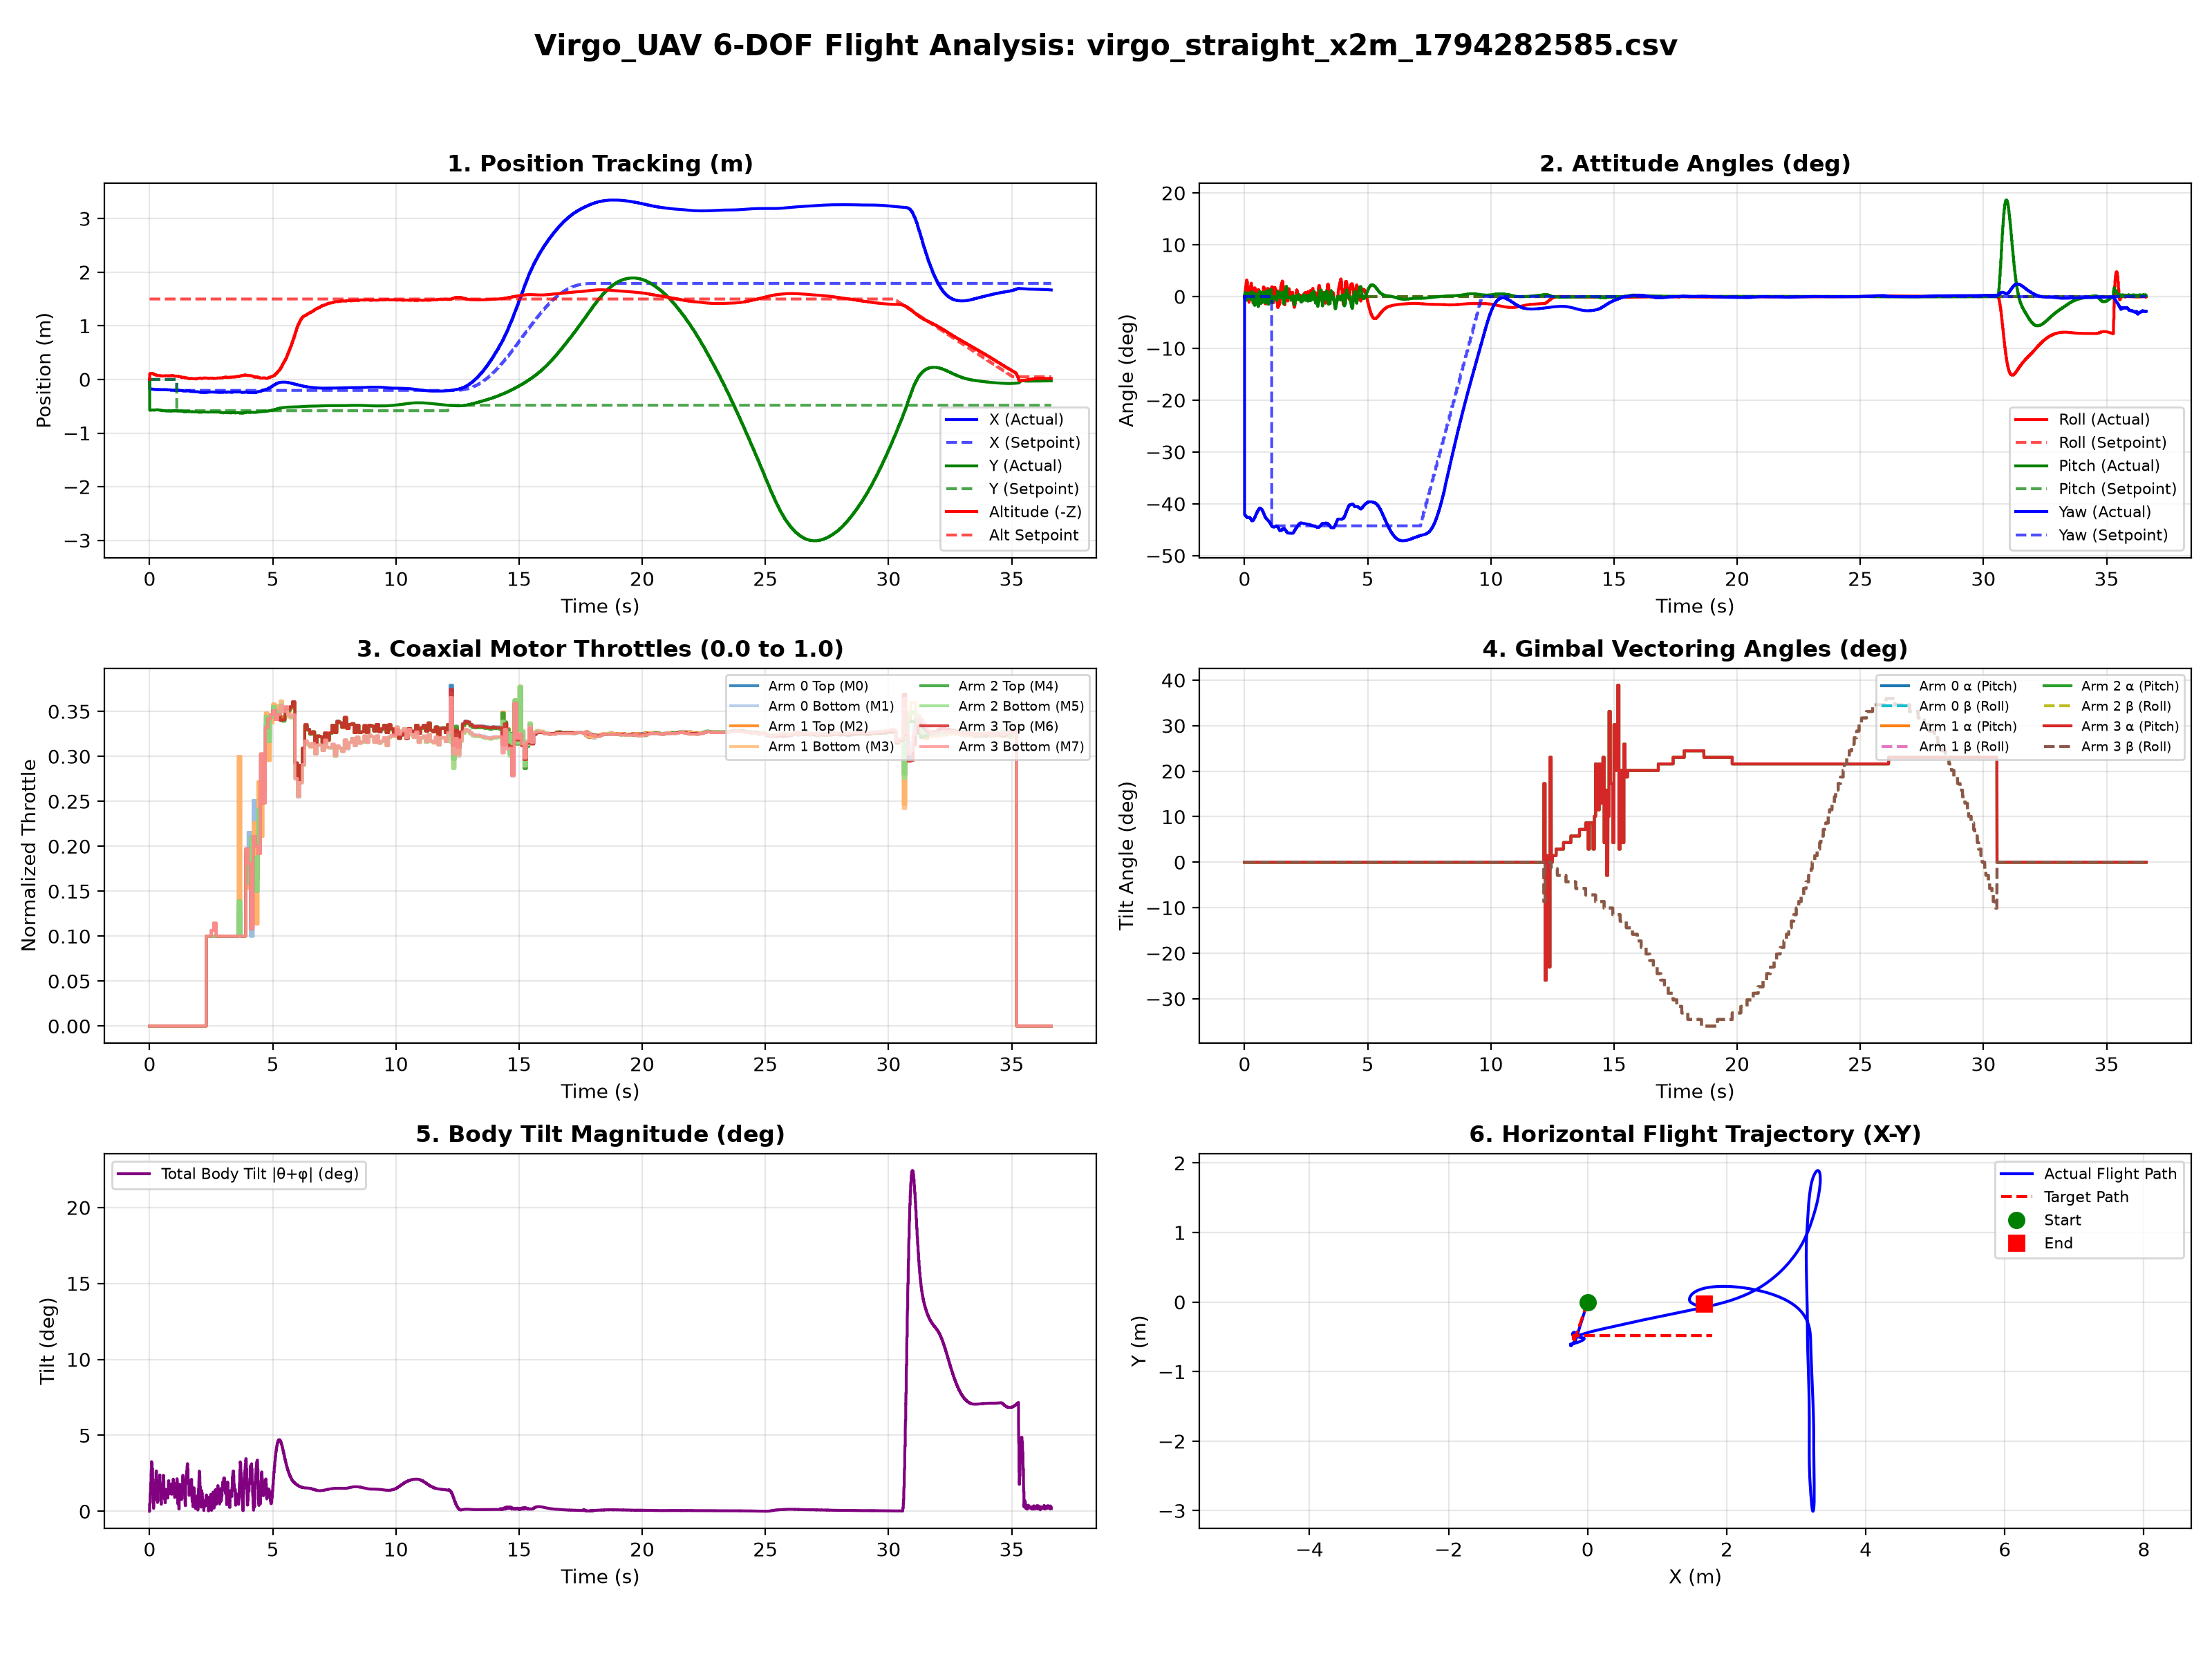 Virgo_UAV 6-DOF Flight Analysis: virgo_straight_x2m_1794282585.csv
1. Position Tracking (m)
Position (m)
3
2
1
0
−1
−2
−3
X (Actual)
X (Setpoint)
Y (Actual)
Y (Setpoint)
Altitude (-Z)
Alt Setpoint
0 5 10 15 20 25 30 35
Time (s)
2. Attitude Angles (deg)
Angle (deg)
20
10
0
−10
−20
−30
−40
−50
Roll (Actual)
Roll (Setpoint)
Pitch (Actual)
Pitch (Setpoint)
Yaw (Actual)
Yaw (Setpoint)
0 5 10 15 20 25 30 35
Time (s)
3. Coaxial Motor Throttles (0.0 to 1.0)
Normalized Throttle
0.35
0.30
0.25
0.20
0.15
0.10
0.05
0.00
Arm 0 Top (M0) Arm 2 Top (M4)
Arm 0 Bottom (M1) Arm 2 Bottom (M5)
Arm 1 Top (M2) Arm 3 Top (M6)
Arm 1 Bottom (M3) Arm 3 Bottom (M7)
0 5 10 15 20 25 30 35
Time (s)
4. Gimbal Vectoring Angles (deg)
Tilt Angle (deg)
40
30
20
10
0
−10
−20
−30
Arm 0 α (Pitch) Arm 2 α (Pitch)
Arm 0 β (Roll) Arm 2 β (Roll)
Arm 1 α (Pitch) Arm 3 α (Pitch)
Arm 1 β (Roll) Arm 3 β (Roll)
0 5 10 15 20 25 30 35
Time (s)
5. Body Tilt Magnitude (deg)
Tilt (deg)
20
15
10
5
0
Total Body Tilt |θ+φ| (deg)
0 5 10 15 20 25 30 35
Time (s)
6. Horizontal Flight Trajectory (X-Y)
Y (m)
2
1
0
−1
−2
−3
Actual Flight Path
Target Path
Start
End
−4 −2 0 2 4 6 8
X (m)